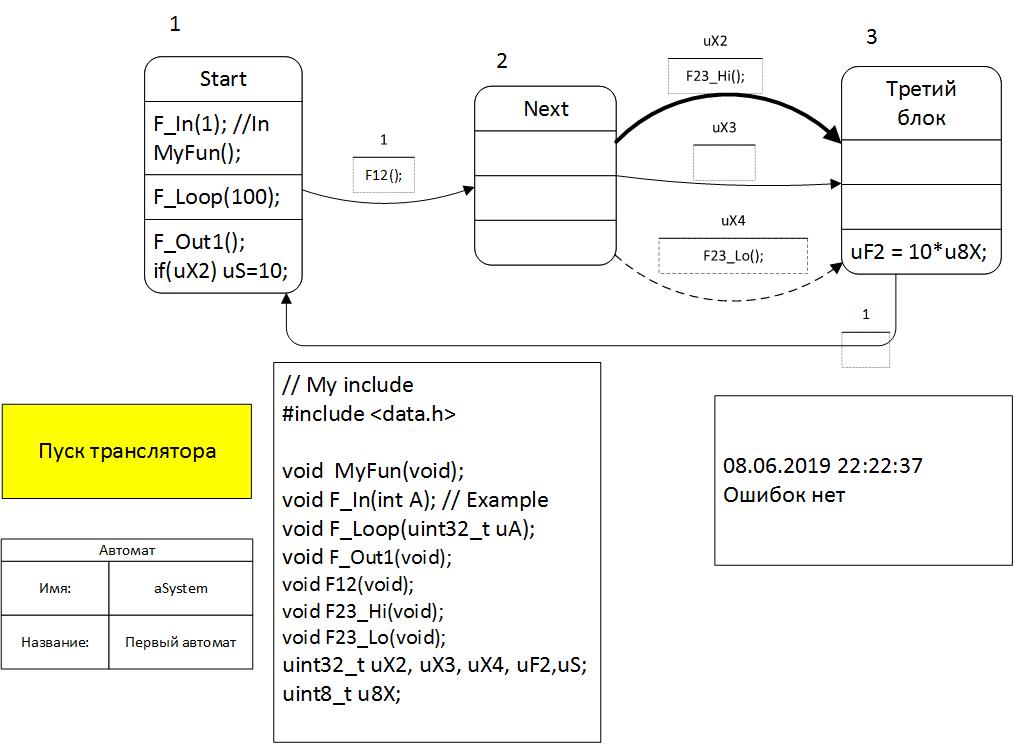 1
Start
F_In(1); //In
MyFun();
F_Loop(100);
F_Out1();
if(uX2) uS=10;
1
F12();
2
Next
uX2
F23_Hi();
uX3
uX4
F23_Lo();
3
Третий
блок
uF2 = 10*u8X;
1
// My include
#include <data.h>
void  MyFun(void);
void F_In(int A); // Example
void F_Loop(uint32_t uA);
void F_Out1(void);
void F12(void);
void F23_Hi(void);
void F23_Lo(void);
uint32_t uX2, uX3, uX4, uF2,uS;
uint8_t u8X;
Пуск транслятора
Автомат
Имя: aSystem
Название: Первый автомат
08.06.2019 22:22:37
Ошибок нет